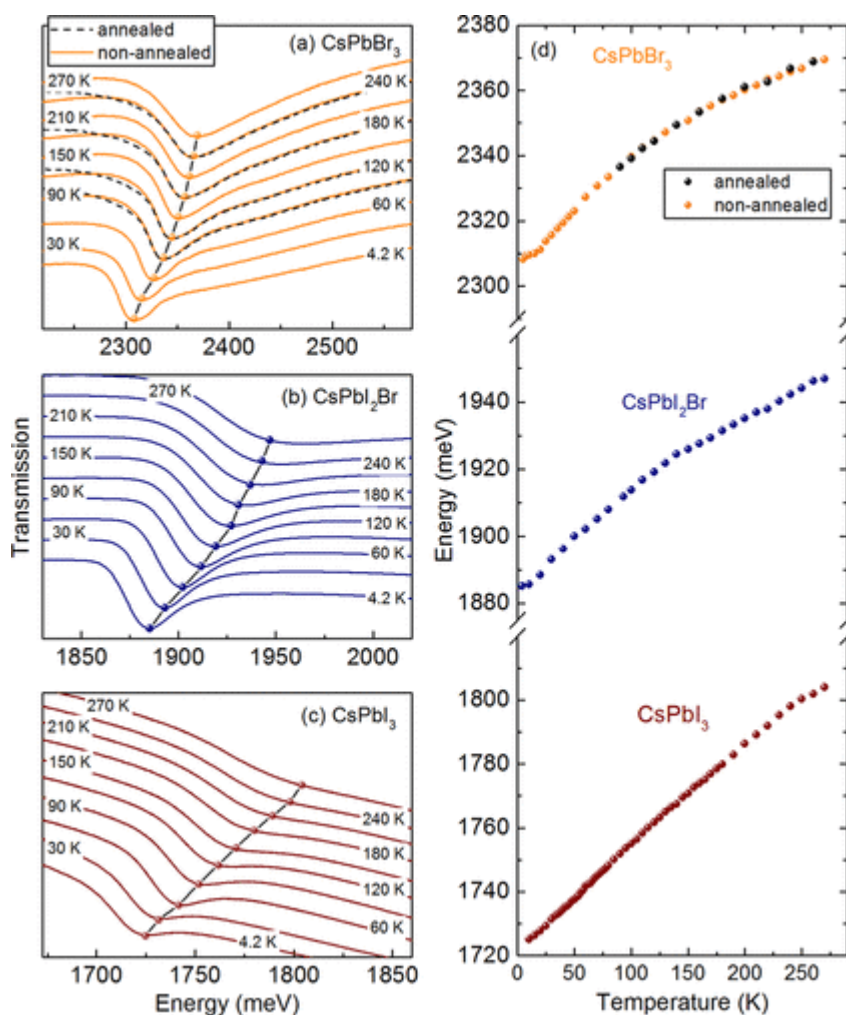 annealed
non-annealed
(a) CsPbBr₃
270 K
240 K
210 K
180 K
150 K
120 K
90 K
60 K
30 K
4.2 K
2300
2400
2500
(b) CsPbI₂Br
270 K
210 K
240 K
150 K
180 K
90 K
120 K
30 K
60 K
4.2 K
1850
1900
1950
2000
Transmission
(c) CsPbI₃
270 K
210 K
150 K
240 K
90 K
180 K
30 K
120 K
60 K
4.2 K
1700
1750
1800
1850
Energy (meV)
(d)
CsPbBr₃
annealed
non-annealed
2380
2360
2340
2320
2300
CsPbI₂Br
1940
1920
1900
1880
Energy (meV)
CsPbI₃
1800
1780
1760
1740
1720
0
50
100
150
200
250
Temperature (K)